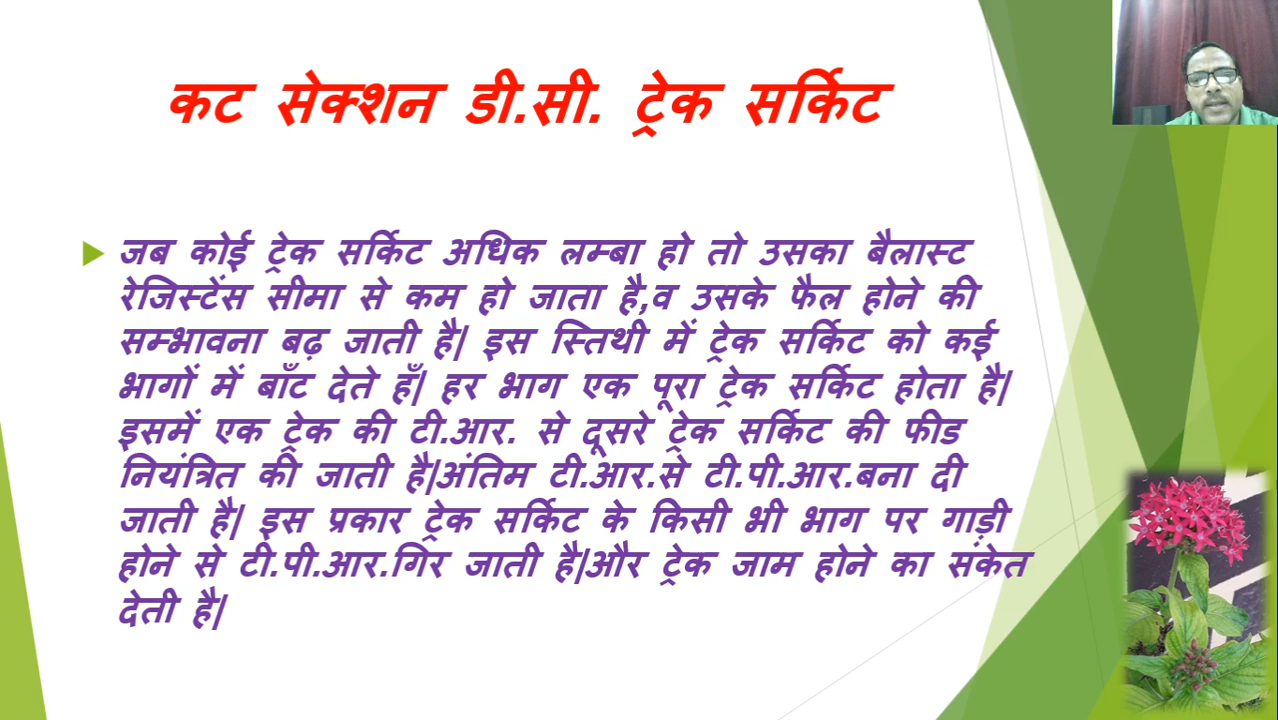 कट सेक्शन डी.सी. ट्रेक सर्किट
जब कोई ट्रेक सर्किट अधिक लम्बा हो तो उसका बैलास्ट
रेजिस्टेंस सीमा से कम हो जाता है,व उसके फैल होने की
सम्भावना बढ़ जाती है| इस स्तिथी में ट्रेक सर्किट को कई
भागों में बाँट देते हैँ| हर भाग एक पूरा ट्रेक सर्किट होता है|
इसमें एक ट्रेक की टी.आर. से दूसरे ट्रेक सर्किट की फीड
नियंत्रित की जाती है|अंतिम टी.आर.से टी.पी.आर.बना दी
जाती है| इस प्रकार ट्रेक सर्किट के किसी भी भाग पर गाड़ी
होने से टी.पी.आर.गिर जाती है|और ट्रेक जाम होने का संकेत
देती है|